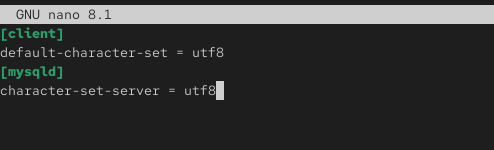 GNU nano 8.1
[client]
default-character-set = utf8
[mysqld]
character-set-server = utf8